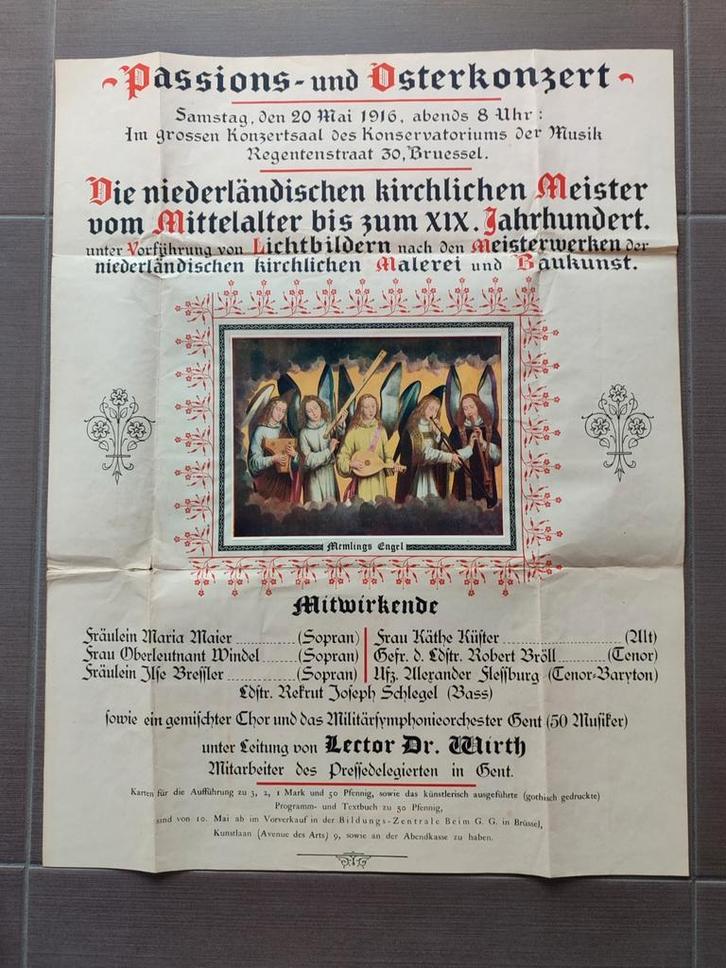 Passions- und Osterkonzert
Samstag, den 20 Mai 1916, abends 8 Uhr:
Im grossen Konzertsaal des Konservatoriums der Musik
Regentenstraat 30, Bruessel.
Die niederländischen kirchlichen Meister
vom Mittelalter bis zum XIX. Jahrhundert.
unter Vorführung von Lichtbildern nach den Meisterwerken der
niederländischen kirchlichen Malerei und Baukunst.
Memlings Engel
Mitwirkende
Fräulein Maria Maier (Sopran)
Frau Oberleutnant Windel (Sopran)
Fräulein Ilse Bressler (Sopran)
Frau Käthe Küster (Alt)
Gefr. d. Ldstr. Robert Bröll (Tenor)
Ufz. Alexander Flessburg (Tenor-Baryton)
Ldstr. Rekrut Joseph Schlegel (Bass)
sowie ein gemischter Chor und das Militärsymphonieorchester Gent (50 Musiker)
unter Leitung von Lector Dr. Wirth
Mitarbeiter des Pressedelegierten in Gent.
Karten für die Aufführung zu 3, 2, 1 Mark und 50 Pfennig, sowie das künstlerisch ausgeführte (gothisch gedruckte)
Programm- und Textbuch zu 30 Pfennig,
sind von 10. Mai ab im Vorverkauf in der Bildungs-Zentrale Beim G. G. in Brüssel,
Kunstlaan (Avenue des Arts) 9, sowie an der Abendkasse zu haben.